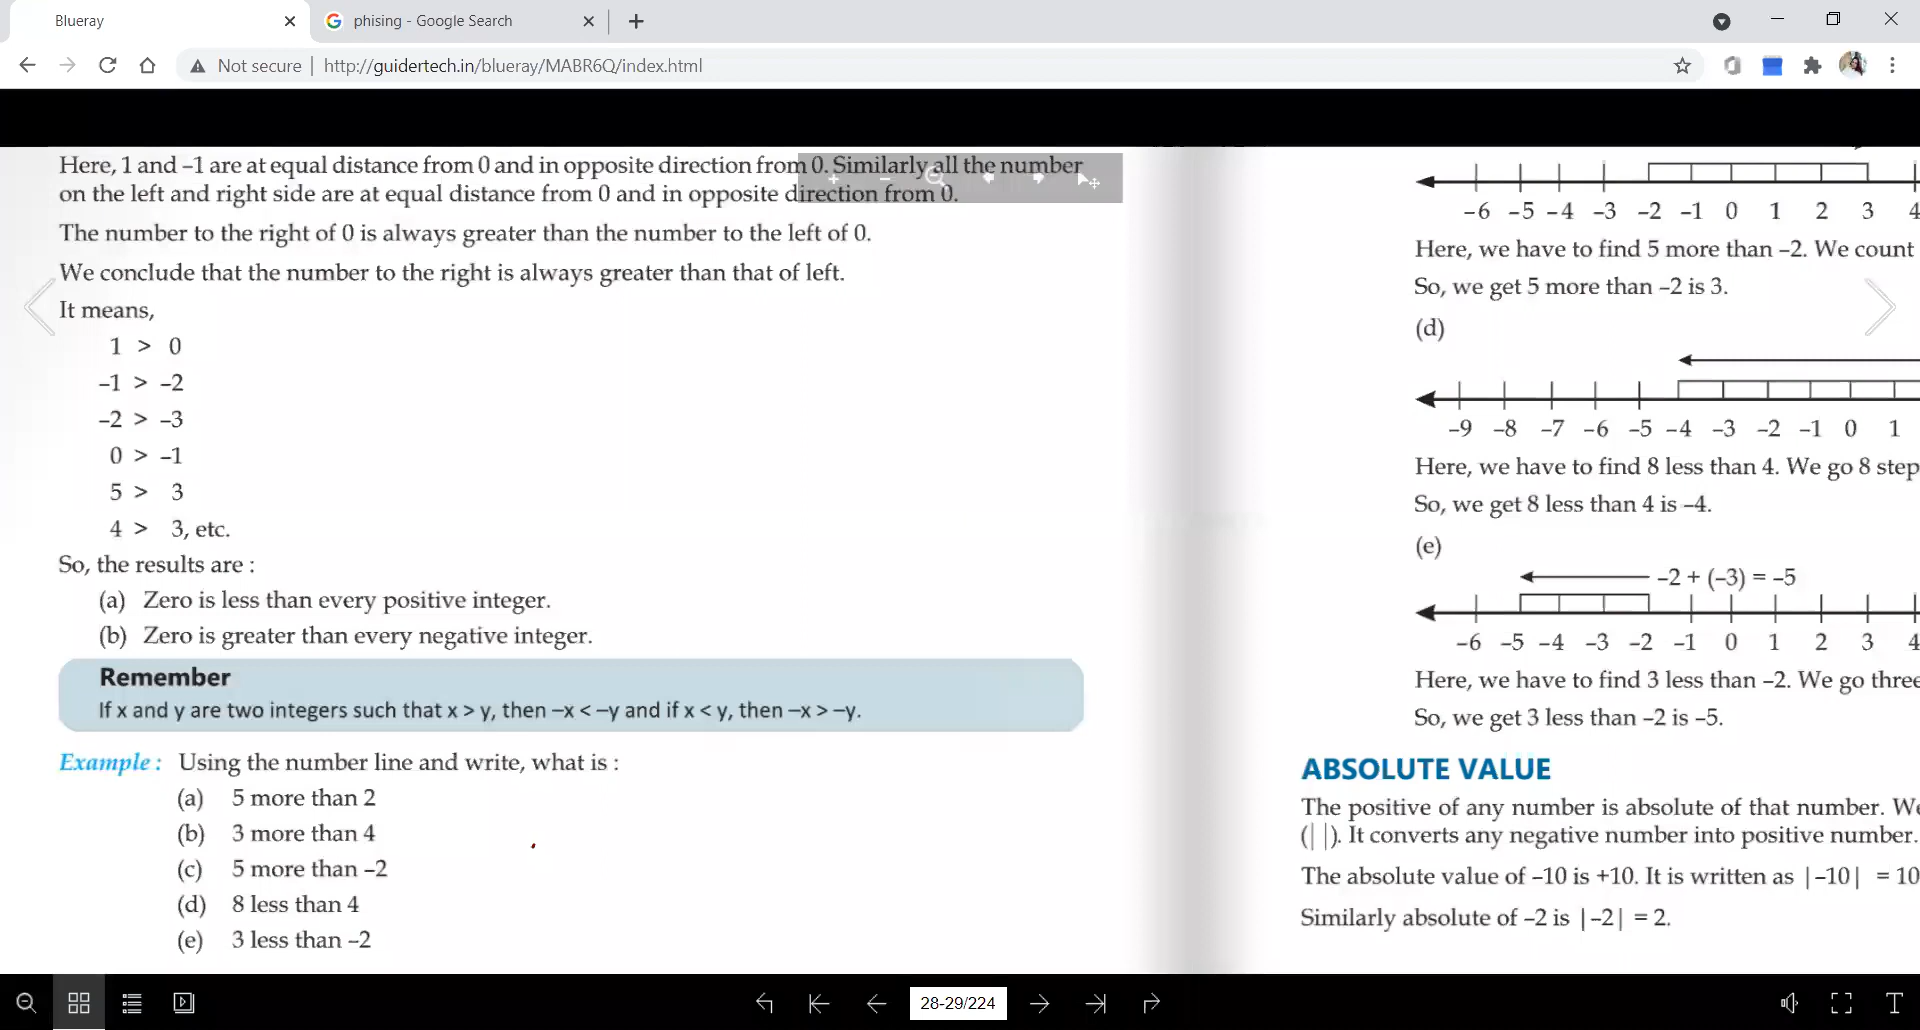 Blueray
phising - Google Search
Not secure | http://guidertech.in/blueray/MABR6Q/index.html
Here, 1 and –1 are at equal distance from 0 and in opposite direction from 0. Similarly all the number
on the left and right side are at equal distance from 0 and in opposite direction from 0.
The number to the right of 0 is always greater than the number to the left of 0.
We conclude that the number to the right is always greater than that of left.
It means,
1 > 0
–1 > –2
–2 > –3
0 > –1
5 > 3
4 > 3, etc.
So, the results are :
(a) Zero is less than every positive integer.
(b) Zero is greater than every negative integer.
Remember
If x and y are two integers such that x > y, then –x < –y and if x < y, then –x > –y.
Example : Using the number line and write, what is :
(a) 5 more than 2
(b) 3 more than 4
(c) 5 more than –2
(d) 8 less than 4
(e) 3 less than –2
–6 –5 –4 –3 –2 –1 0 1 2 3 4
Here, we have to find 5 more than –2. We count
So, we get 5 more than –2 is 3.
(d)
–9 –8 –7 –6 –5 –4 –3 –2 –1 0 1
Here, we have to find 8 less than 4. We go 8 step
So, we get 8 less than 4 is –4.
(e)
–2 + (–3) = –5
–6 –5 –4 –3 –2 –1 0 1 2 3 4
Here, we have to find 3 less than –2. We go three
So, we get 3 less than –2 is –5.
ABSOLUTE VALUE
The positive of any number is absolute of that number. We
(| |). It converts any negative number into positive number.
The absolute value of –10 is +10. It is written as |–10| = 10
Similarly absolute of –2 is |–2| = 2.
28-29/224